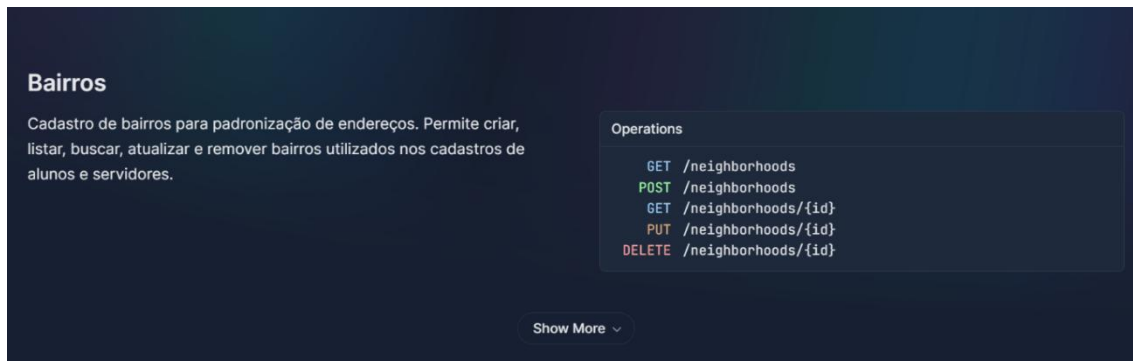 Bairros
Cadastro de bairros para padronização de endereços. Permite criar,
listar, buscar, atualizar e remover bairros utilizados nos cadastros de
alunos e servidores.
Operations
GET /neighborhoods
POST /neighborhoods
GET /neighborhoods/{id}
PUT /neighborhoods/{id}
DELETE /neighborhoods/{id}
Show More